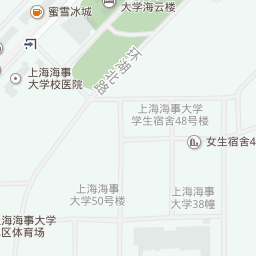 蜜雪冰城
大学海云楼
环湖北路
上海海事
大学校医院
上海海事大学
学生宿舍48号楼
女生宿舍4
上海海事
大学50号楼
上海海事
大学38幢
海海事大学
区体育场